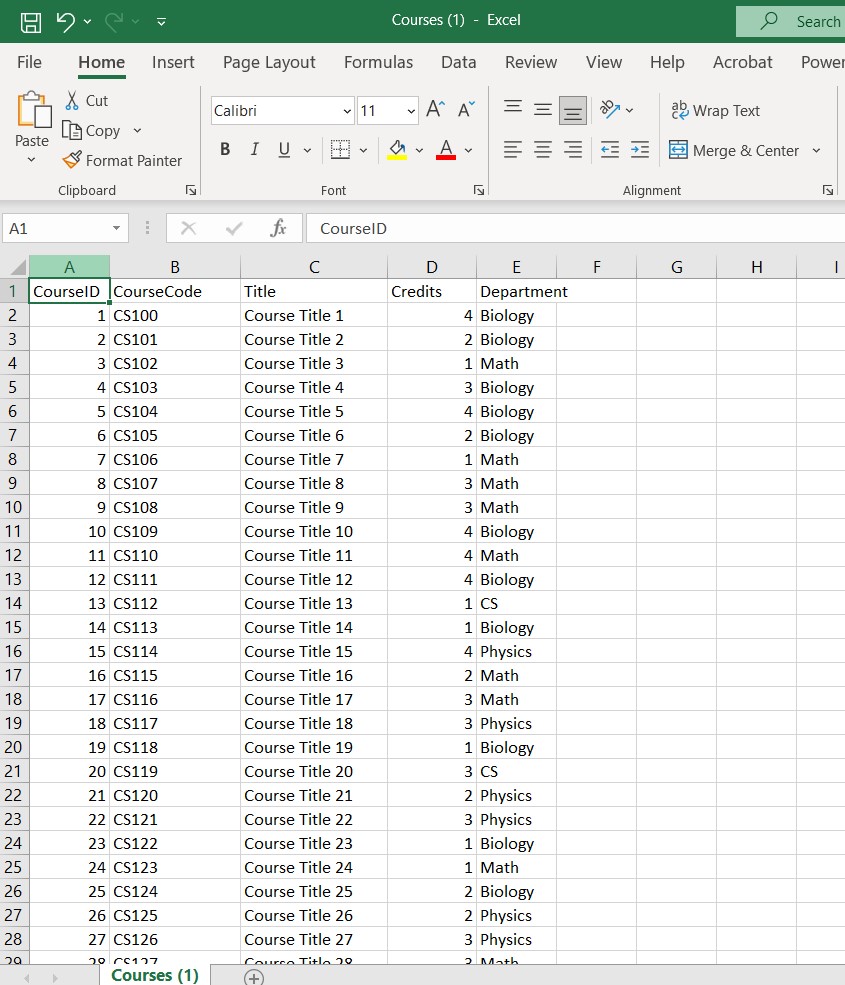 Courses (1) - Excel
Search
File Home Insert Page Layout Formulas Data Review View Help Acrobat Power
Paste
Cut
Copy
Format Painter
Clipboard
Calibri 11 A A
B I U A
Font
ab Wrap Text
Merge & Center
Alignment
A1 fx CourseID
A B C D E F G H I
1 CourseID CourseCode Title Credits Department
2 1 CS100 Course Title 1 4 Biology
3 2 CS101 Course Title 2 2 Biology
4 3 CS102 Course Title 3 1 Math
5 4 CS103 Course Title 4 3 Biology
6 5 CS104 Course Title 5 4 Biology
7 6 CS105 Course Title 6 2 Biology
8 7 CS106 Course Title 7 1 Math
9 8 CS107 Course Title 8 3 Math
10 9 CS108 Course Title 9 3 Math
11 10 CS109 Course Title 10 4 Biology
12 11 CS110 Course Title 11 4 Math
13 12 CS111 Course Title 12 4 Biology
14 13 CS112 Course Title 13 1 CS
15 14 CS113 Course Title 14 1 Biology
16 15 CS114 Course Title 15 4 Physics
17 16 CS115 Course Title 16 2 Math
18 17 CS116 Course Title 17 3 Math
19 18 CS117 Course Title 18 3 Physics
20 19 CS118 Course Title 19 1 Biology
21 20 CS119 Course Title 20 3 CS
22 21 CS120 Course Title 21 2 Physics
23 22 CS121 Course Title 22 3 Physics
24 23 CS122 Course Title 23 1 Biology
25 24 CS123 Course Title 24 1 Math
26 25 CS124 Course Title 25 2 Biology
27 26 CS125 Course Title 26 2 Physics
28 27 CS126 Course Title 27 3 Physics
29 28 CS127 Course Title 28 Math
Courses (1)